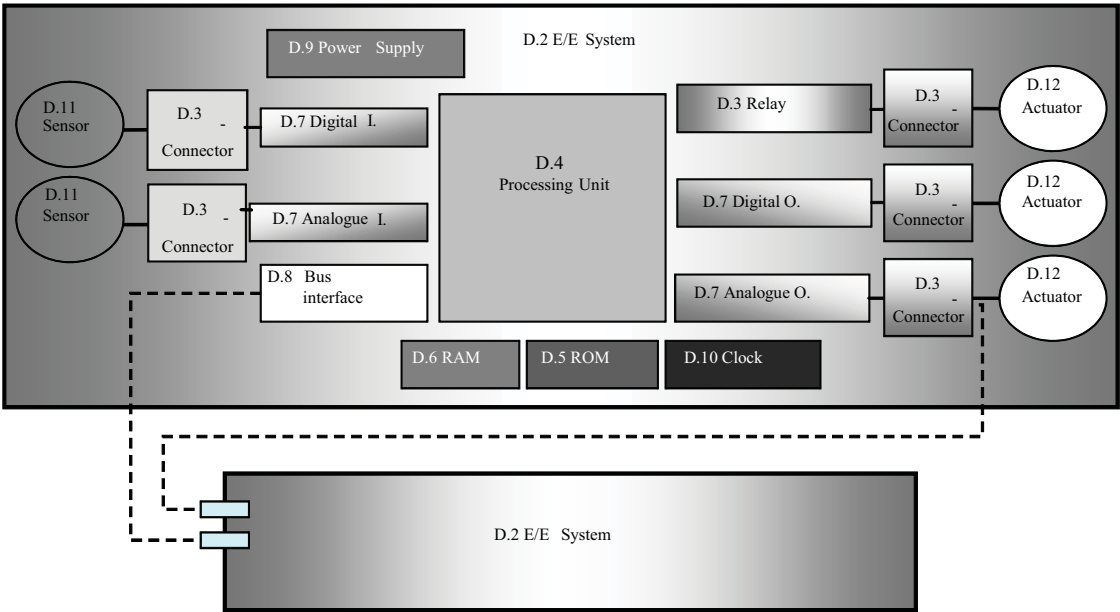 D.2 E/E System
D.9 Power Supply
D.11
Sensor
D.3 -
Connector
D.7 Digital I.
D.11
Sensor
D.3 -
Connector
D.7 Analogue I.
D.8 Bus
interface
D.4
Processing Unit
D.3 Relay
D.3 -
Connector
D.12
Actuator
D.7 Digital O.
D.3 -
Connector
D.12
Actuator
D.7 Analogue O.
D.3 -
Connector
D.12
Actuator
D.6 RAM
D.5 ROM
D.10 Clock
D.2 E/E System